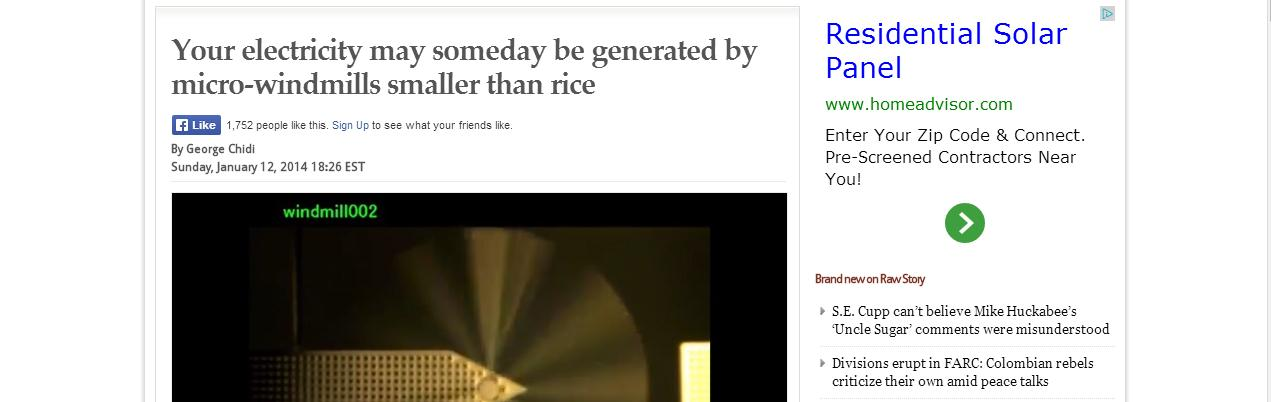 Your electricity may someday be generated by
micro-windmills smaller than rice
Like 1,752 people like this. Sign Up to see what your friends like.
By George Chidi
Sunday, January 12, 2014 18:26 EST
windmill002
Residential Solar
Panel
www.homeadvisor.com
Enter Your Zip Code & Connect.
Pre-Screened Contractors Near
You!
Brand new on Raw Story
S.E. Cupp can’t believe Mike Huckabee’s
‘Uncle Sugar’ comments were misunderstood
Divisions erupt in FARC: Colombian rebels
criticize their own amid peace talks